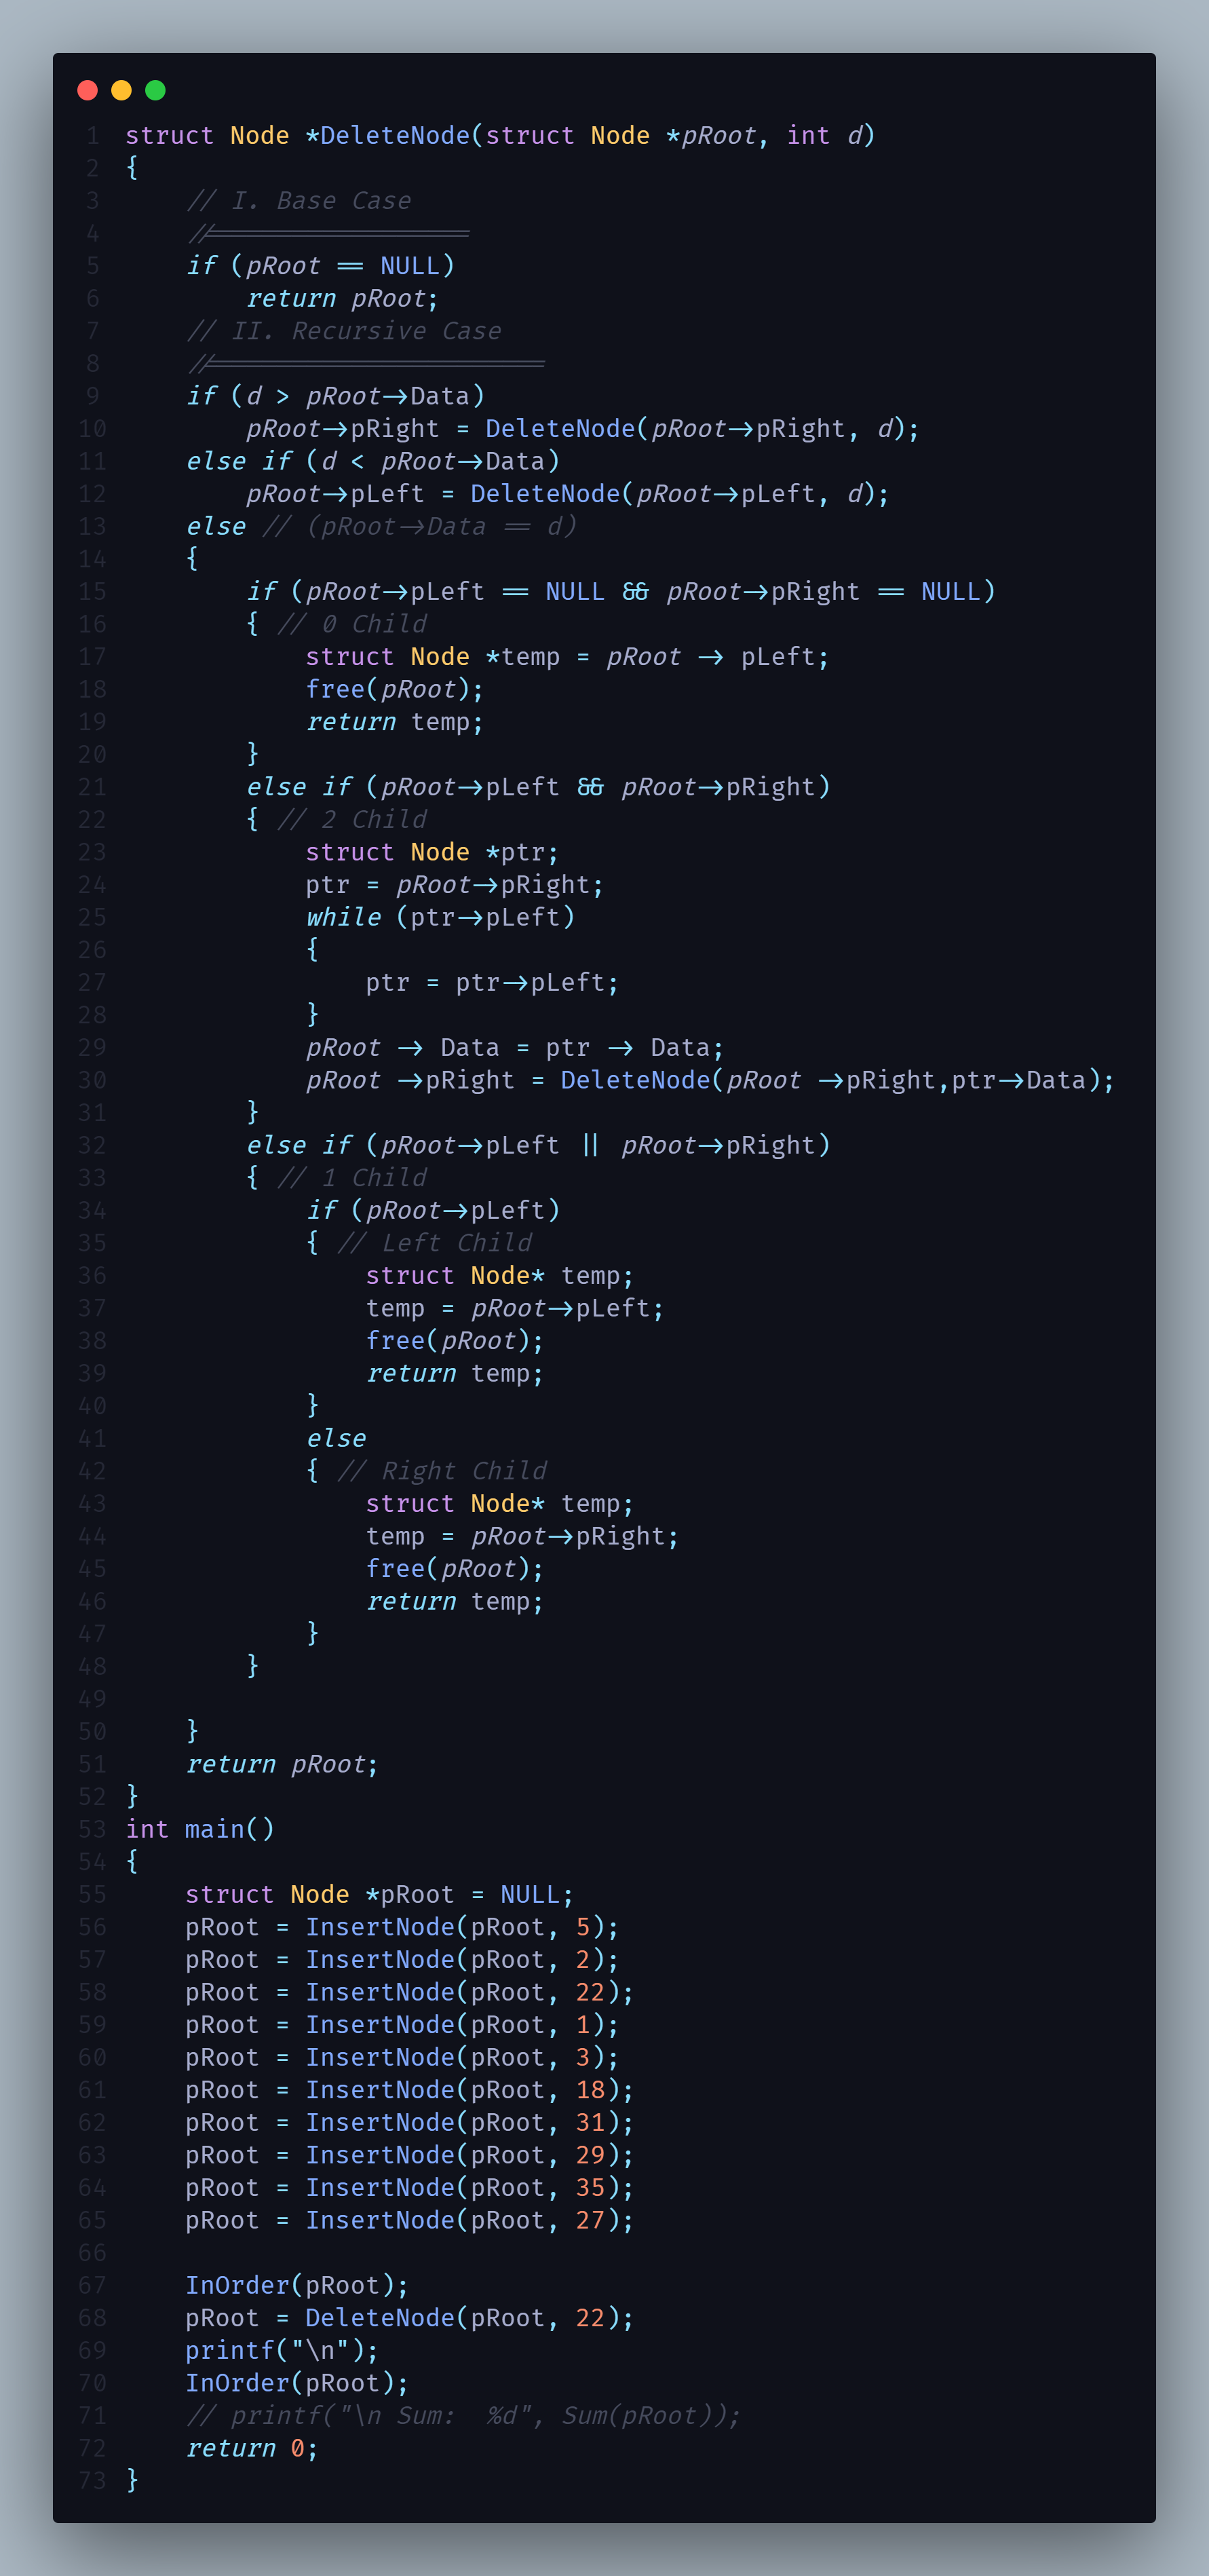 1 struct Node *DeleteNode(struct Node *pRoot, int d)
2 {
3     // I. Base Case
4     //==================
5     if (pRoot == NULL)
6         return pRoot;
7     // II. Recursive Case
8     //=======================
9     if (d > pRoot->Data)
10         pRoot->pRight = DeleteNode(pRoot->pRight, d);
11     else if (d < pRoot->Data)
12         pRoot->pLeft = DeleteNode(pRoot->pLeft, d);
13     else // (pRoot->Data == d)
14     {
15         if (pRoot->pLeft == NULL && pRoot->pRight == NULL)
16         { // 0 Child
17             struct Node *temp = pRoot -> pLeft;
18             free(pRoot);
19             return temp;
20         }
21         else if (pRoot->pLeft && pRoot->pRight)
22         { // 2 Child
23             struct Node *ptr;
24             ptr = pRoot->pRight;
25             while (ptr->pLeft)
26             {
27                 ptr = ptr->pLeft;
28             }
29             pRoot -> Data = ptr -> Data;
30             pRoot ->pRight = DeleteNode(pRoot ->pRight,ptr->Data);
31         }
32         else if (pRoot->pLeft || pRoot->pRight)
33         { // 1 Child
34             if (pRoot->pLeft)
35             { // Left Child
36                 struct Node* temp;
37                 temp = pRoot->pLeft;
38                 free(pRoot);
39                 return temp;
40             }
41             else
42             { // Right Child
43                 struct Node* temp;
44                 temp = pRoot->pRight;
45                 free(pRoot);
46                 return temp;
47             }
48         }
49
50     }
51     return pRoot;
52 }
53 int main()
54 {
55     struct Node *pRoot = NULL;
56     pRoot = InsertNode(pRoot, 5);
57     pRoot = InsertNode(pRoot, 2);
58     pRoot = InsertNode(pRoot, 22);
59     pRoot = InsertNode(pRoot, 1);
60     pRoot = InsertNode(pRoot, 3);
61     pRoot = InsertNode(pRoot, 18);
62     pRoot = InsertNode(pRoot, 31);
63     pRoot = InsertNode(pRoot, 29);
64     pRoot = InsertNode(pRoot, 35);
65     pRoot = InsertNode(pRoot, 27);
66
67     InOrder(pRoot);
68     pRoot = DeleteNode(pRoot, 22);
69     printf("\n");
70     InOrder(pRoot);
71     // printf("\n Sum:  %d", Sum(pRoot));
72     return 0;
73 }